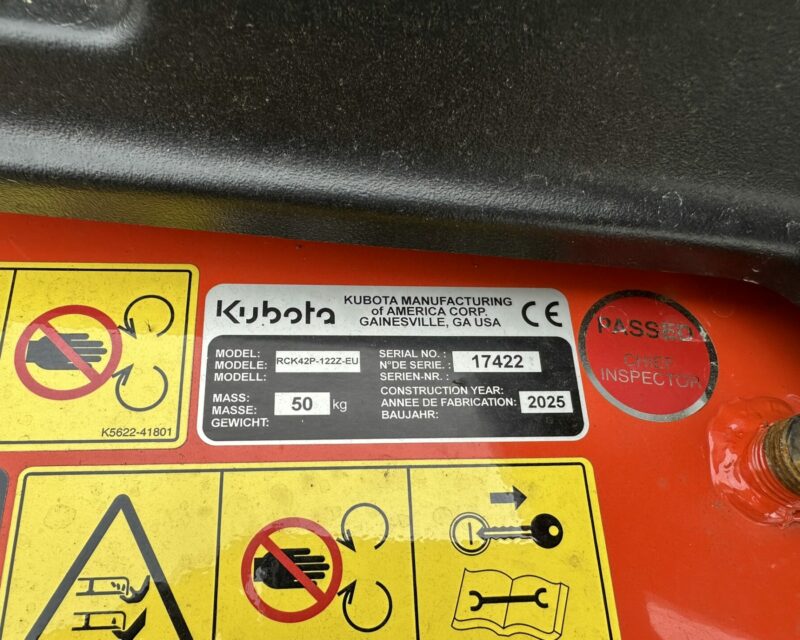 Kubota
KUBOTA MANUFACTURING
of AMERICA CORP.
GAINESVILLE, GA USA
CE
MODEL:
MODELE:
MODELL:
RCK42P-122Z-EU
SERIAL NO. :
N°DE SERIE. :
SERIEN-NR. :
17422
MASS:
MASSE:
GEWICHT:
50 kg
CONSTRUCTION YEAR:
ANNEE DE FABRICATION:
BAUJAHR:
2025
PASSED
CHIEF
INSPECTOR
K5622-41801